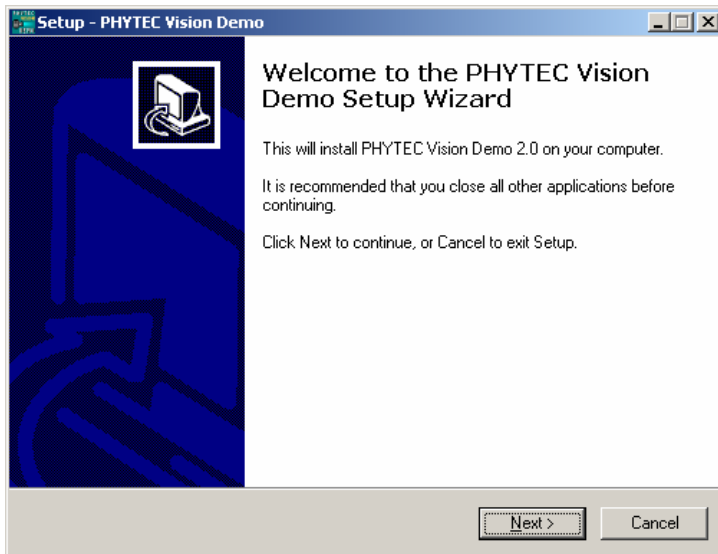 Setup - PHYTEC Vision Demo
Welcome to the PHYTEC Vision
Demo Setup Wizard
This will install PHYTEC Vision Demo 2.0 on your computer.
It is recommended that you close all other applications before
continuing.
Click Next to continue, or Cancel to exit Setup.
Next >
Cancel